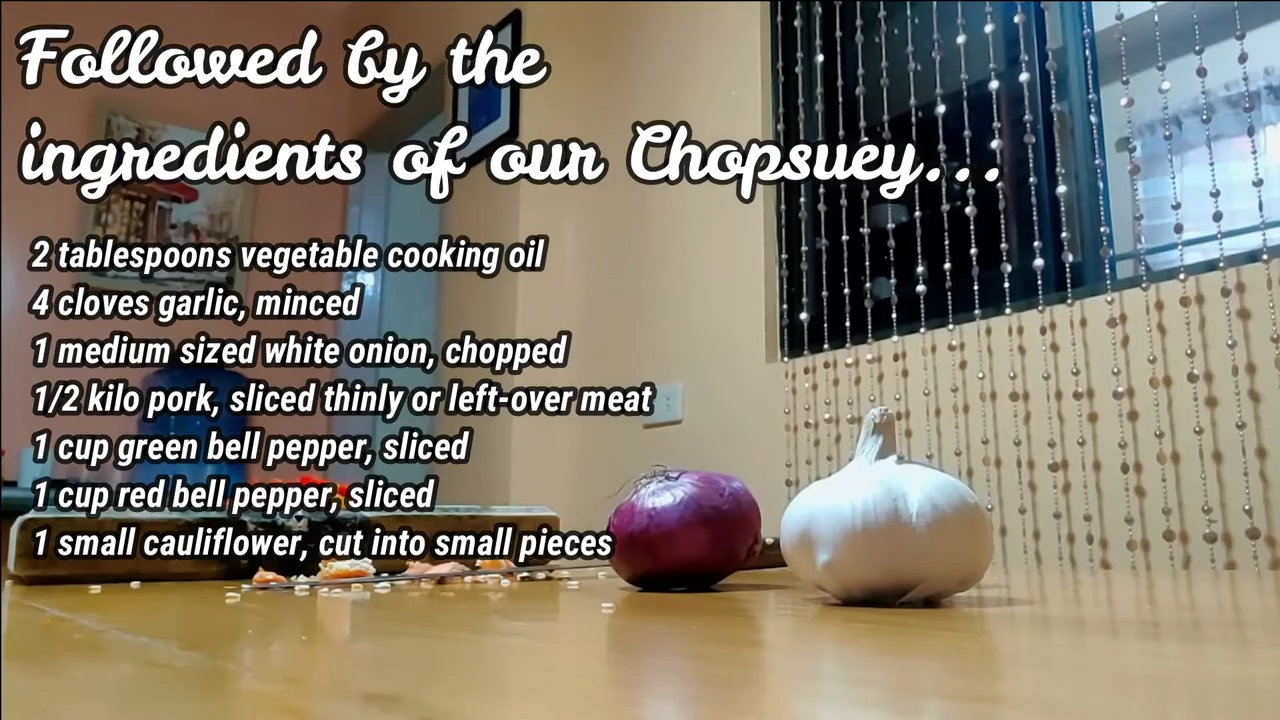 Followed by the
ingredients of our Chopsuey...
2 tablespoons vegetable cooking oil
4 cloves garlic, minced
1 medium sized white onion, chopped
1/2 kilo pork, sliced thinly or left-over meat
1 cup green bell pepper, sliced
1 cup red bell pepper, sliced
1 small cauliflower, cut into small pieces